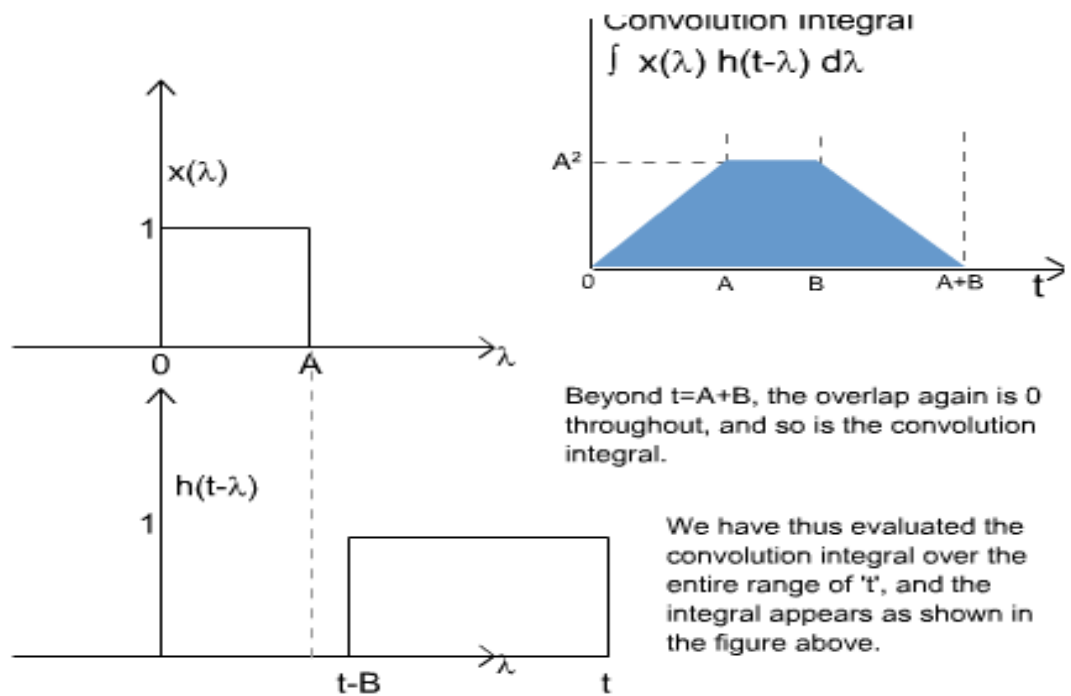 Convolution Integral
∫ x(λ) h(t-λ) dλ
A²
0
A
B
A+B
t
x(λ)
1
0
A
λ
h(t-λ)
1
λ
t-B
t
Beyond t=A+B, the overlap again is 0
throughout, and so is the convolution
integral.
We have thus evaluated the
convolution integral over the
entire range of 't', and the
integral appears as shown in
the figure above.